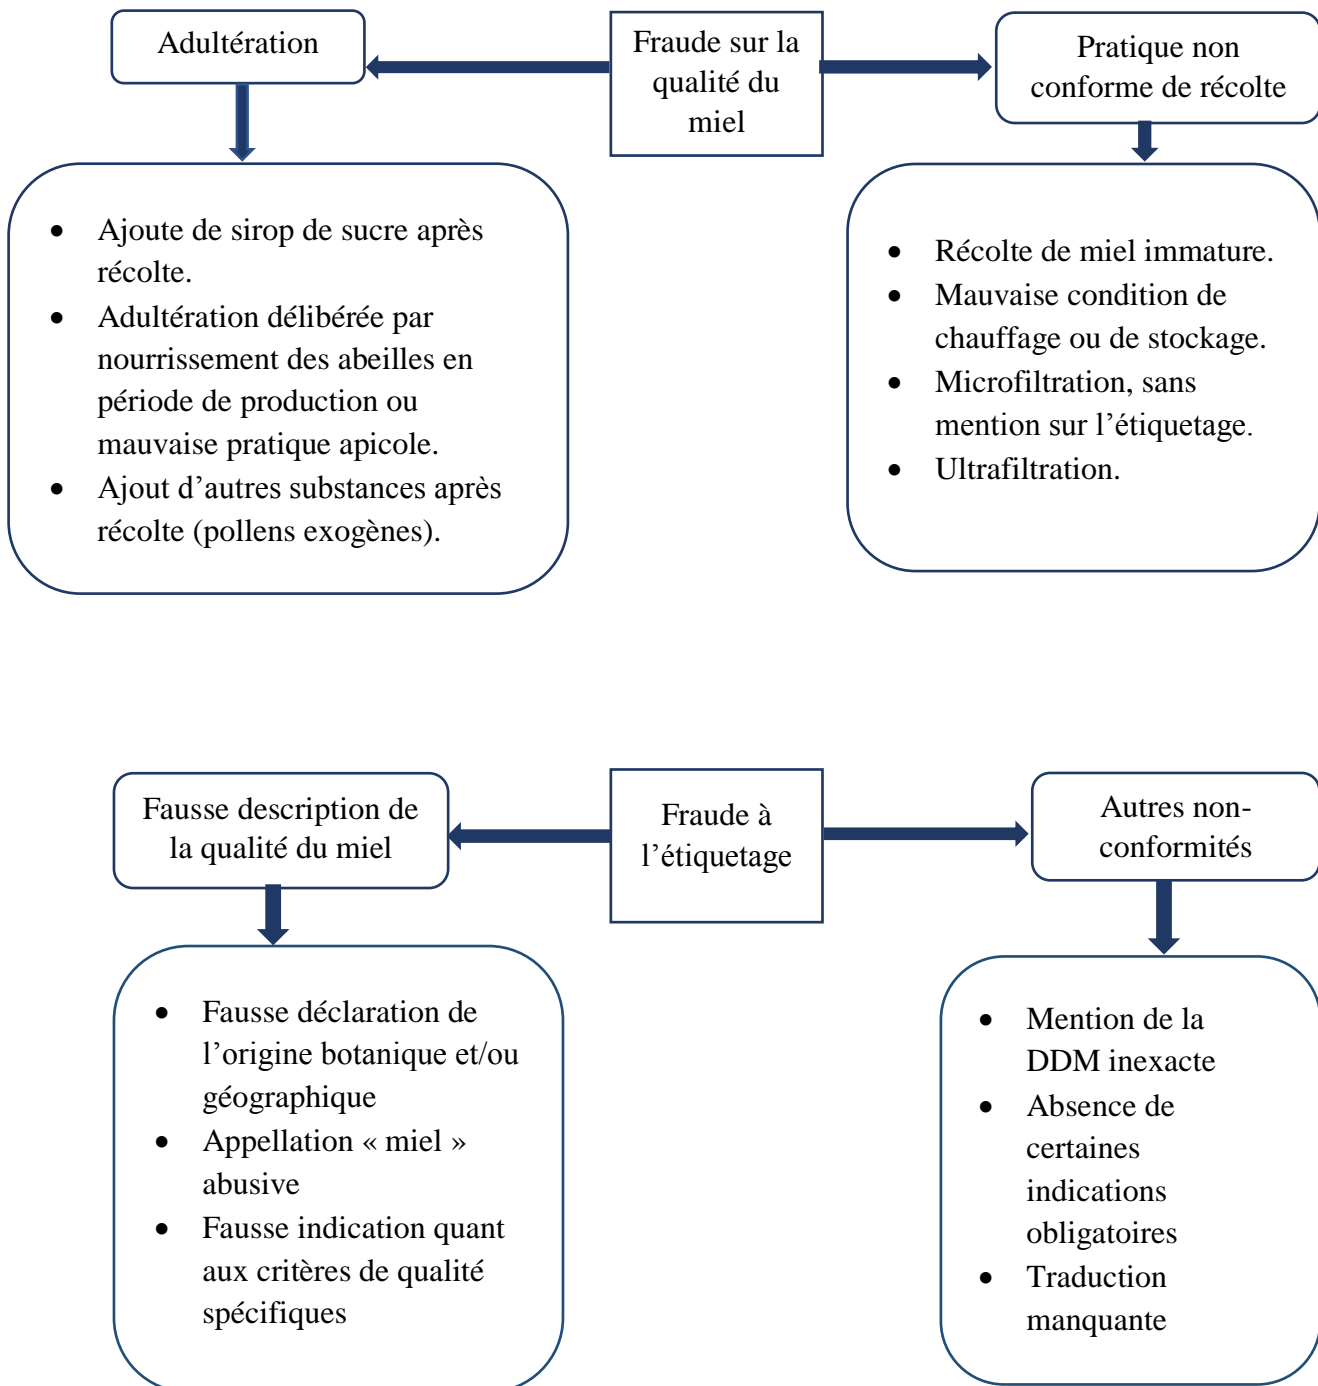 Adultération
Fraude sur la
qualité du
miel
Pratique non
conforme de récolte
• Ajoute de sirop de sucre après
récolte.
• Adultération délibérée par
nourrissement des abeilles en
période de production ou
mauvaise pratique apicole.
• Ajout d’autres substances après
récolte (pollens exogènes).
• Récolte de miel immature.
• Mauvaise condition de
chauffage ou de stockage.
• Microfiltration, sans
mention sur l’étiquetage.
• Ultrafiltration.
Fausse description de
la qualité du miel
Fraude à
l’étiquetage
Autres non-
conformités
• Fausse déclaration de
l’origine botanique et/ou
géographique
• Appellation « miel »
abusive
• Fausse indication quant
aux critères de qualité
spécifiques
• Mention de la
DDM inexacte
• Absence de
certaines
indications
obligatoires
• Traduction
manquante